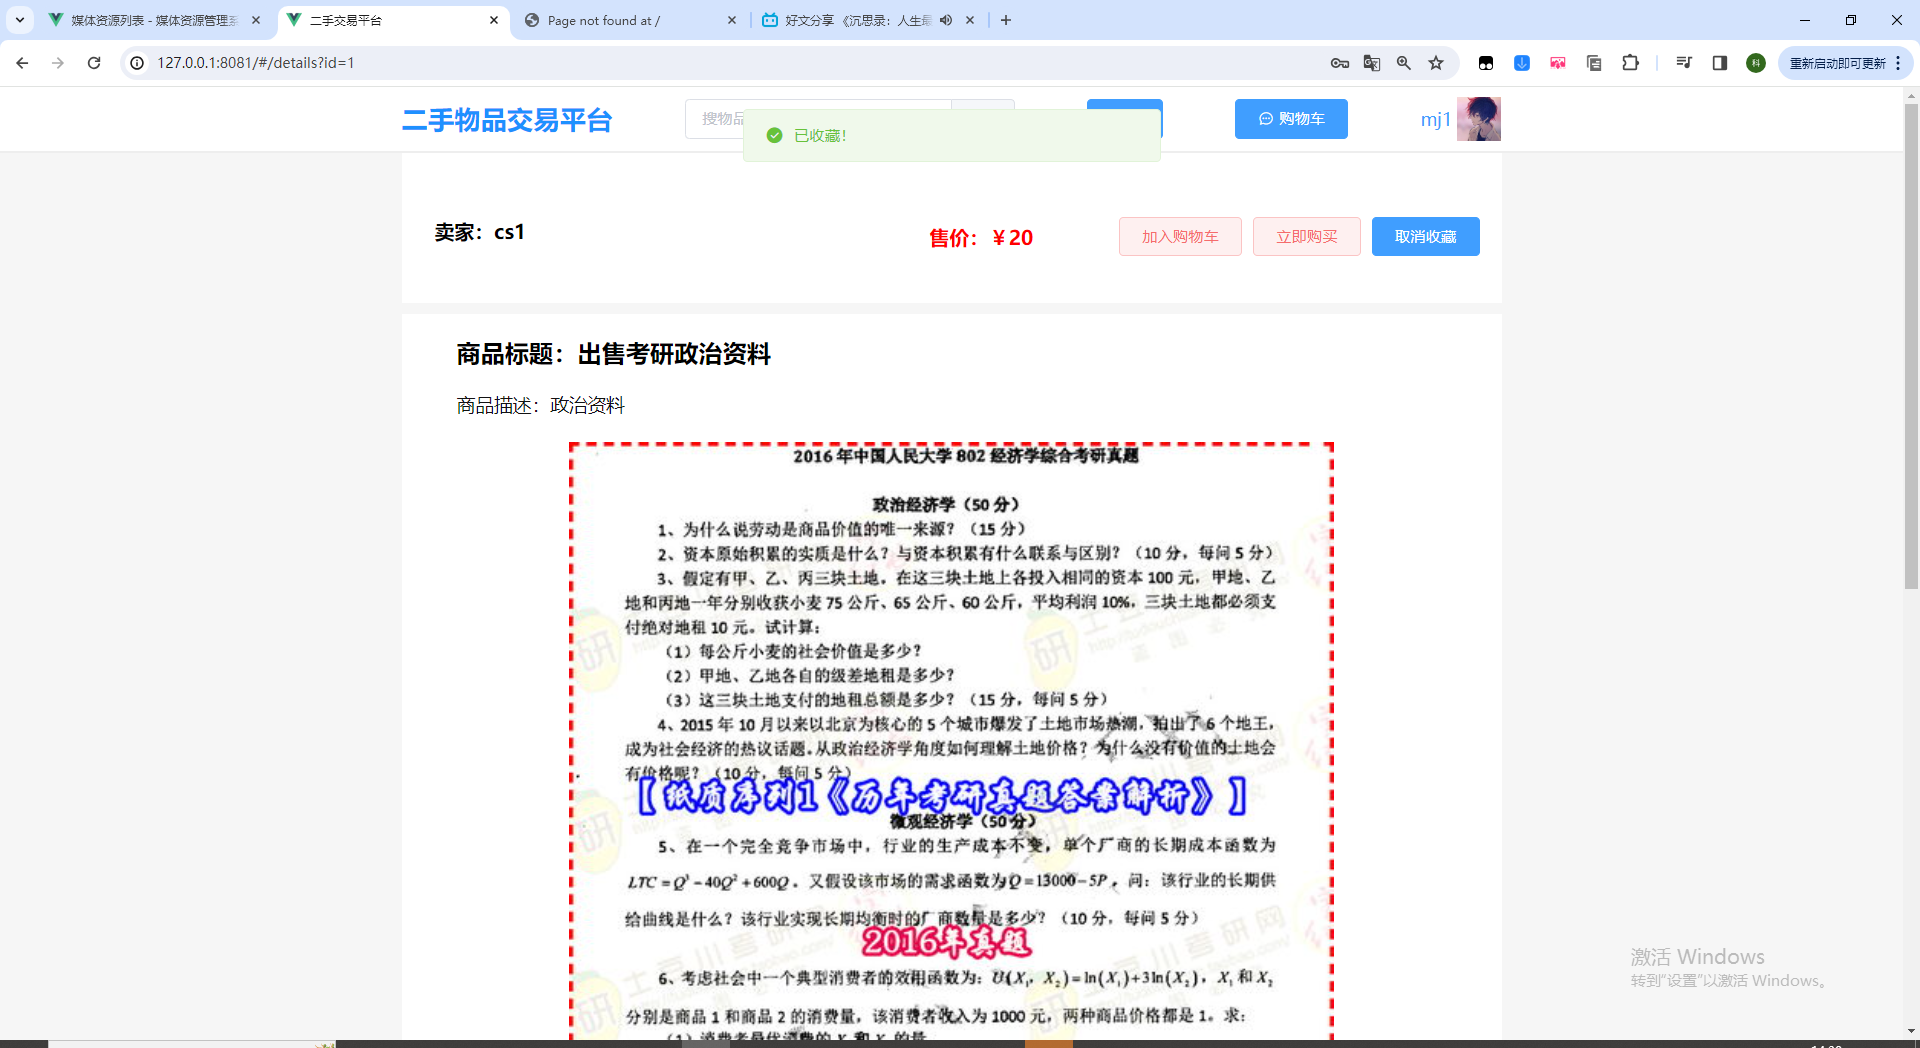 媒体资源列表 - 媒体资源管理系
二手交易平台
Page not found at /
好文分享 《沉思录：人生最
127.0.0.1:8081/#/details?id=1
重新启动即可更新
科
二手物品交易平台
搜物品
已收藏！
购物车
mj1
卖家：cs1
售价：￥20
加入购物车
立即购买
取消收藏
商品标题：出售考研政治资料
商品描述：政治资料
2016 年中国人民大学 802 经济学综合考研真题
政治经济学（50 分）
1、为什么说劳动是商品价值的唯一来源？（15 分）
2、资本原始积累的实质是什么？与资本积累有什么联系与区别？（10 分，每问 5 分）
3、假定有甲、乙、丙三块土地，在这三块土地上各投入相同的资本 100 元，甲地、乙
地和丙地一年分别收获小麦 75 公斤、65 公斤、60 公斤，平均利润 10%，三块土地都必须支
付绝对地租 10 元。试计算：
（1）每公斤小麦的社会价值是多少？
（2）甲地、乙地各自的级差地租是多少？
（3）这三块土地支付的地租总额是多少？（15 分，每问 5 分）
4、2015 年 10 月以来以北京为核心的 5 个城市爆发了土地市场热潮，拍出了 6 个地王，
成为社会经济的热议话题。从政治经济学角度如何理解土地价格？为什么没有价值的土地会
有价格呢？（10 分，每问 5 分）
【纸质序列1《历年考研真题答案解析》】
微观经济学（50 分）
5、在一个完全竞争市场中，行业的生产成本不变，单个厂商的长期成本函数为
LTC = Q³ − 40Q² + 600Q。又假设该市场的需求函数为 Q = 13000 − 5P。问：该行业的长期供
给曲线是什么？该行业实现长期均衡时的厂商数量是多少？（10 分，每问 5 分）
2016年真题
6、考虑社会中一个典型消费者的效用函数为：U(X₁, X₂) = ln(X₁) + 3ln(X₂)，X₁ 和 X₂
分别是商品 1 和商品 2 的消费量，该消费者收入为 1000 元，两种商品价格都是 1。求：
激活 Windows
转到“设置”以激活 Windows。